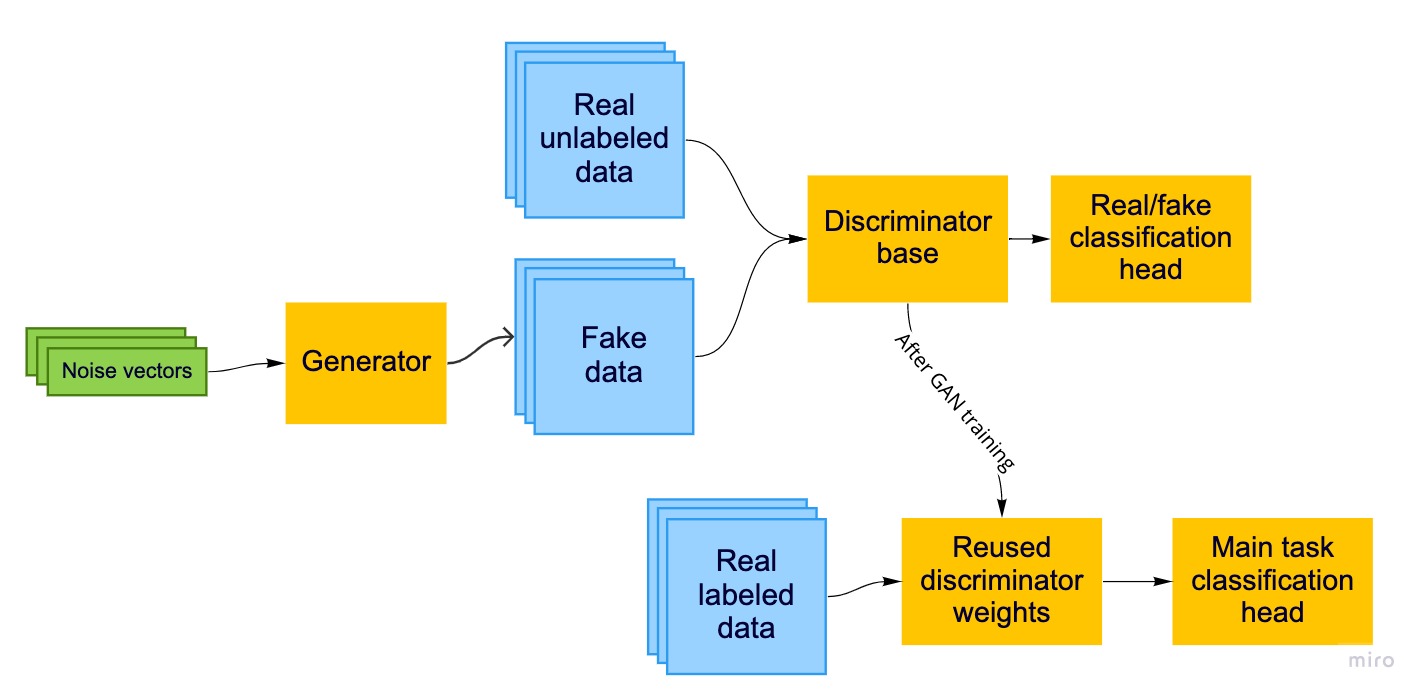 Real
unlabeled
data
Discriminator
base
Real/fake
classification
head
Noise vectors
Generator
Fake
data
After GAN training
Real
labeled
data
Reused
discriminator
weights
Main task
classification
head
miro